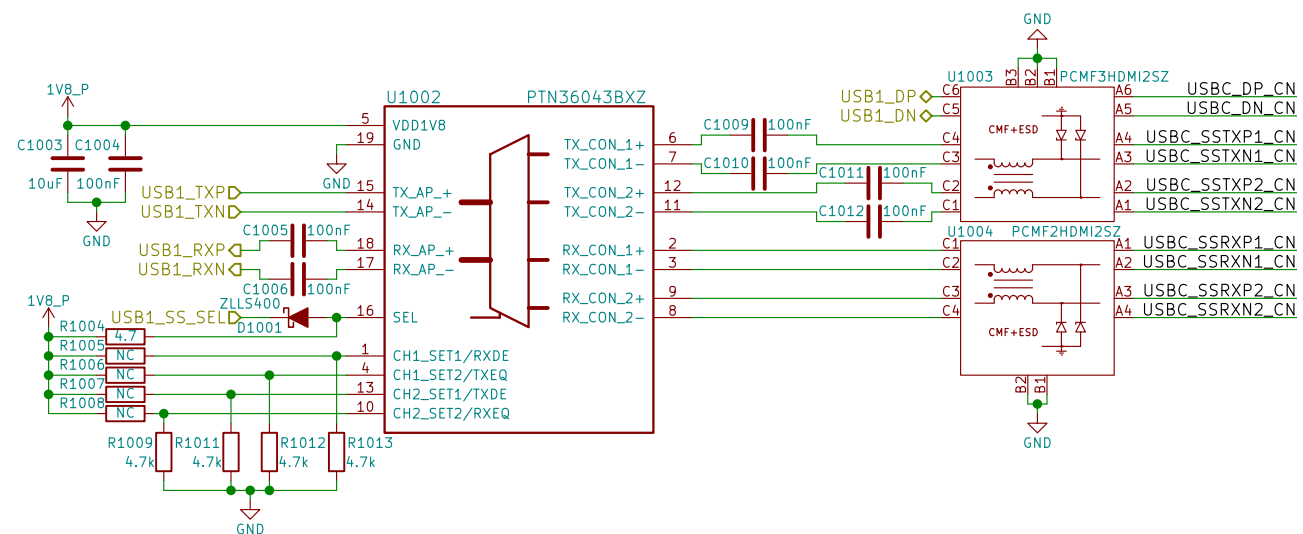 GND
1V8_P
U1002 PTN36043BXZ
U1003 PCMF3HDMI2SZ
B3 B2 B1
USB1_DP C6 A6 USBC_DP_CN
USB1_DN C5 A5 USBC_DN_CN
CMF+ESD
C4 A4 USBC_SSTXP1_CN
C3 A3 USBC_SSTXN1_CN
C2 A2 USBC_SSTXP2_CN
C1 A1 USBC_SSTXN2_CN
5 VDD1V8
19 GND
C1003 10uF
C1004 100nF
GND
GND
TX_CON_1+ 6 C1009 100nF
TX_CON_1- 7 C1010 100nF
USB1_TXP 15 TX_AP_+ TX_CON_2+ 12 C1011 100nF
USB1_TXN 14 TX_AP_- TX_CON_2- 11 C1012 100nF
U1004 PCMF2HDMI2SZ
USB1_RXP C1005 100nF 18 RX_AP_+ RX_CON_1+ 2 C1 A1 USBC_SSRXP1_CN
USB1_RXN C1006 100nF 17 RX_AP_- RX_CON_1- 3 C2 A2 USBC_SSRXN1_CN
RX_CON_2+ 9 C3 A3 USBC_SSRXP2_CN
USB1_SS_SEL ZLLS400 D1001 16 SEL RX_CON_2- 8 C4 A4 USBC_SSRXN2_CN
CMF+ESD
B2 B1
GND
1V8_P
R1004 4.7
R1005 NC 1 CH1_SET1/RXDE
R1006 NC 4 CH1_SET2/TXEQ
R1007 NC 13 CH2_SET1/TXDE
R1008 NC 10 CH2_SET2/RXEQ
R1009 R1011 R1012 R1013
4.7k 4.7k 4.7k 4.7k
GND